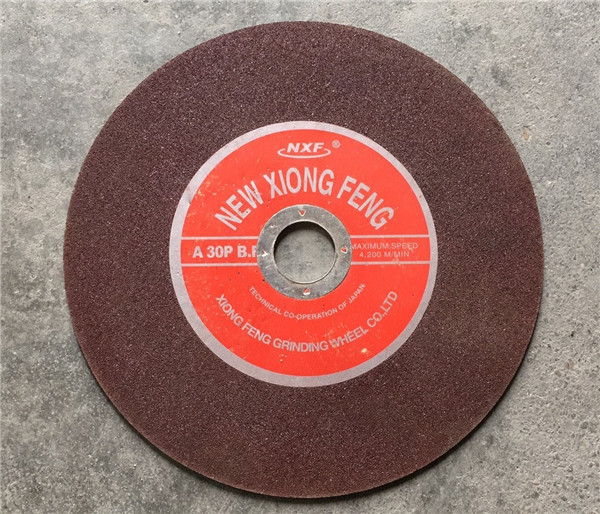 NXF ®
NEW XIONG FENG
A 30P B.F
MAXIMUM SPEED
4,200 M/MIN
TECHNICAL CO-OPERATION OF JAPAN
XIONG FENG GRINDING WHEEL CO.,LTD